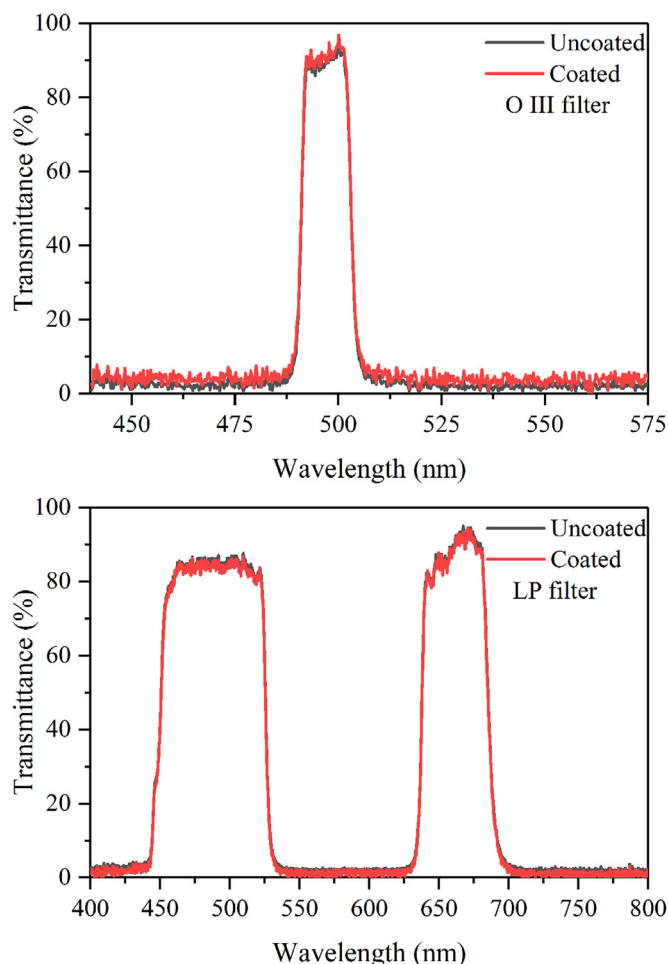 100
80
60
40
20
0
Transmittance (%)
Uncoated
Coated
O III filter
450 475 500 525 550 575
Wavelength (nm)
100
80
60
40
20
0
Transmittance (%)
Uncoated
Coated
LP filter
400 450 500 550 600 650 700 750 800
Wavelength (nm)